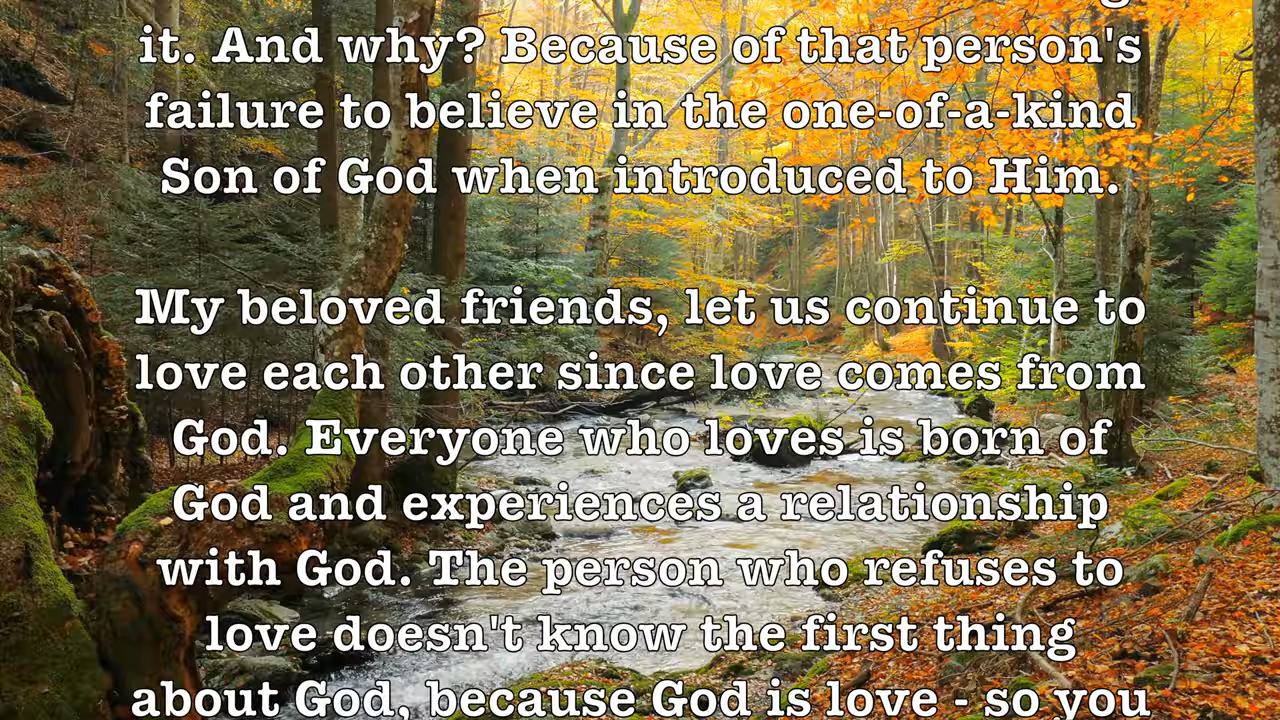 it. And why? Because of that person's
failure to believe in the one-of-a-kind
Son of God when introduced to Him.
My beloved friends, let us continue to
love each other since love comes from
God. Everyone who loves is born of
God and experiences a relationship
with God. The person who refuses to
love doesn't know the first thing
about God, because God is love - so you